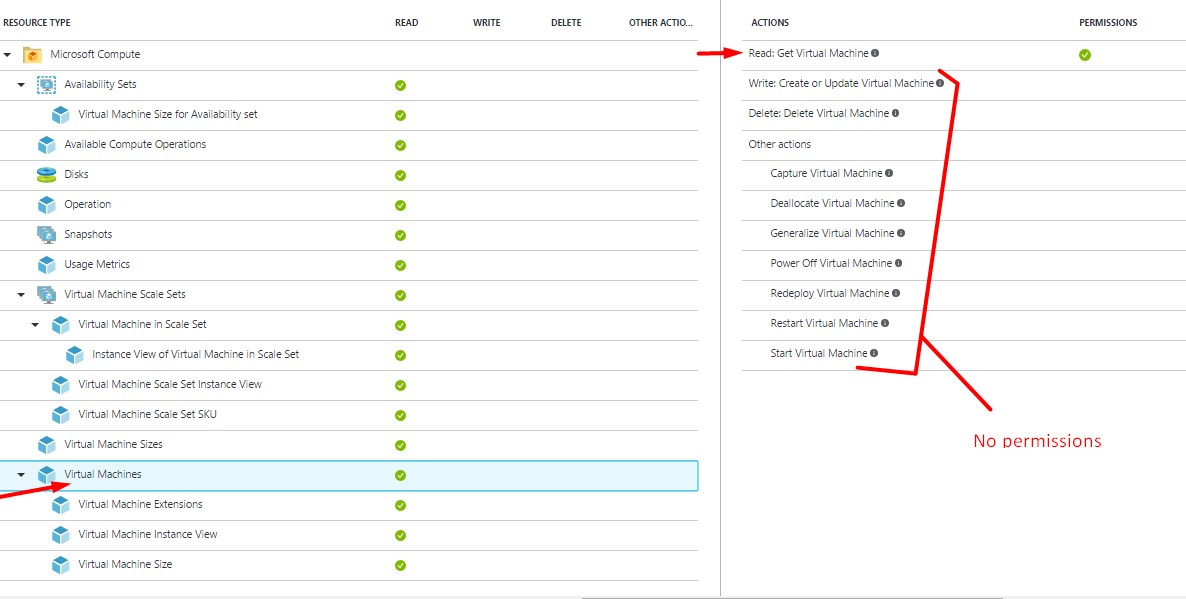 RESOURCE TYPE READ WRITE DELETE OTHER ACTIO...
Microsoft Compute
Availability Sets
Virtual Machine Size for Availability set
Available Compute Operations
Disks
Operation
Snapshots
Usage Metrics
Virtual Machine Scale Sets
Virtual Machine in Scale Set
Instance View of Virtual Machine in Scale Set
Virtual Machine Scale Set Instance View
Virtual Machine Scale Set SKU
Virtual Machine Sizes
Virtual Machines
Virtual Machine Extensions
Virtual Machine Instance View
Virtual Machine Size
ACTIONS PERMISSIONS
Read: Get Virtual Machine
Write: Create or Update Virtual Machine
Delete: Delete Virtual Machine
Other actions
Capture Virtual Machine
Deallocate Virtual Machine
Generalize Virtual Machine
Power Off Virtual Machine
Redeploy Virtual Machine
Restart Virtual Machine
Start Virtual Machine
No permissions